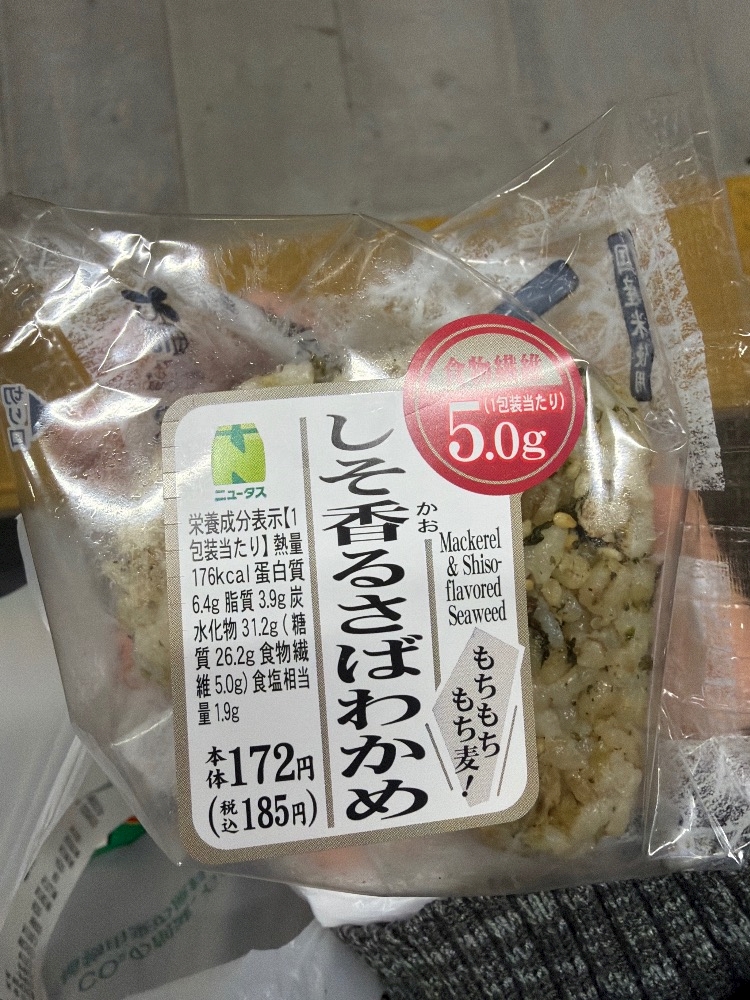 国産米使用
切り口
食物繊維
(1包装当たり)
5.0g
ニュータス
しそ香るさばわかめ
かお
Mackerel
& Shiso-
flavored
Seaweed
もちもち
もち麦!
栄養成分表示【1
包装当たり】熱量
176kcal 蛋白質
6.4g 脂質 3.9g 炭
水化物 31.2g (糖
質 26.2g 食物繊
維 5.0g) 食塩相当
量 1.9g
本体172円
(税込185円)